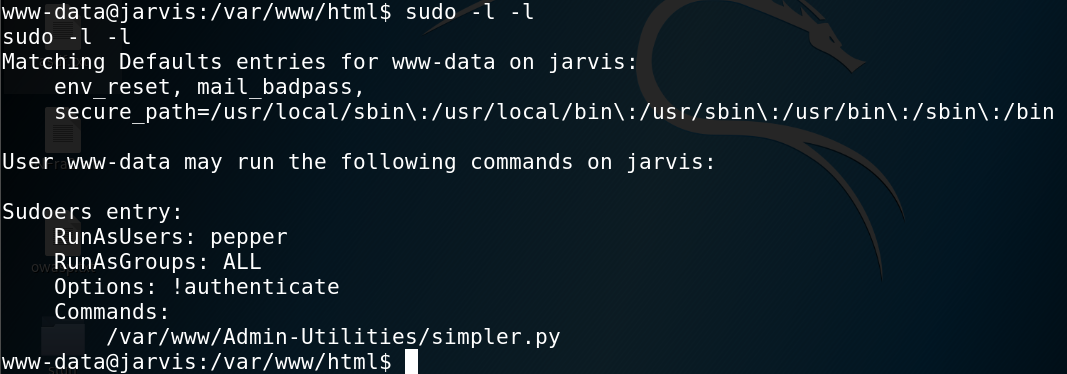 www-data@jarvis:/var/www/html$ sudo -l -l
sudo -l -l
Matching Defaults entries for www-data on jarvis:
    env_reset, mail_badpass,
    secure_path=/usr/local/sbin\:/usr/local/bin\:/usr/sbin\:/usr/bin\:/sbin\:/bin

User www-data may run the following commands on jarvis:

Sudoers entry:
    RunAsUsers: pepper
    RunAsGroups: ALL
    Options: !authenticate
    Commands:
        /var/www/Admin-Utilities/simpler.py
www-data@jarvis:/var/www/html$